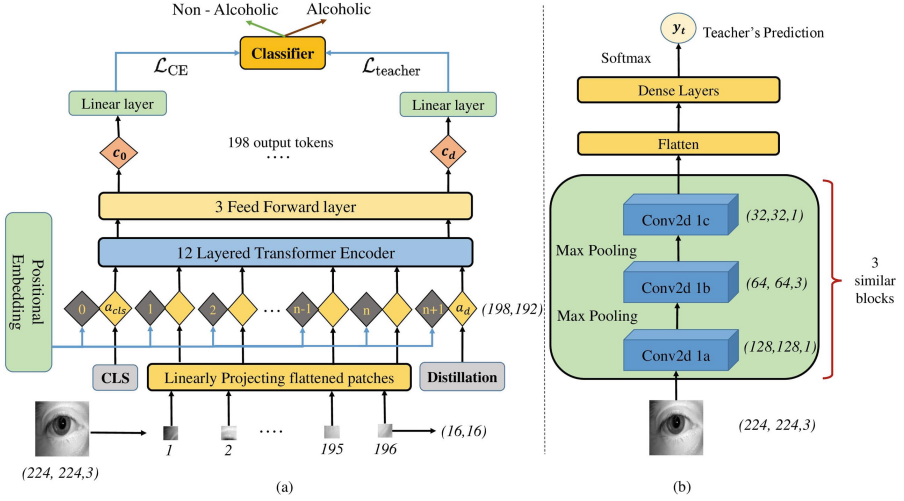 Non - Alcoholic
Alcoholic
Classifier
ℒCE
ℒteacher
Linear layer
Linear layer
c0
198 output tokens
....
cd
3 Feed Forward layer
12 Layered Transformer Encoder
Positional
Embedding
0
acls
1
2
...
n-1
n
n+1
ad
(198,192)
CLS
Linearly Projecting flattened patches
Distillation
....
(16,16)
1
2
195
196
(224, 224,3)
(a)
yt
Teacher's Prediction
Softmax
Dense Layers
Flatten
Conv2d 1c
(32,32,1)
Max Pooling
Conv2d 1b
(64, 64,3)
Max Pooling
Conv2d 1a
(128,128,1)
3
similar
blocks
(224, 224,3)
(b)